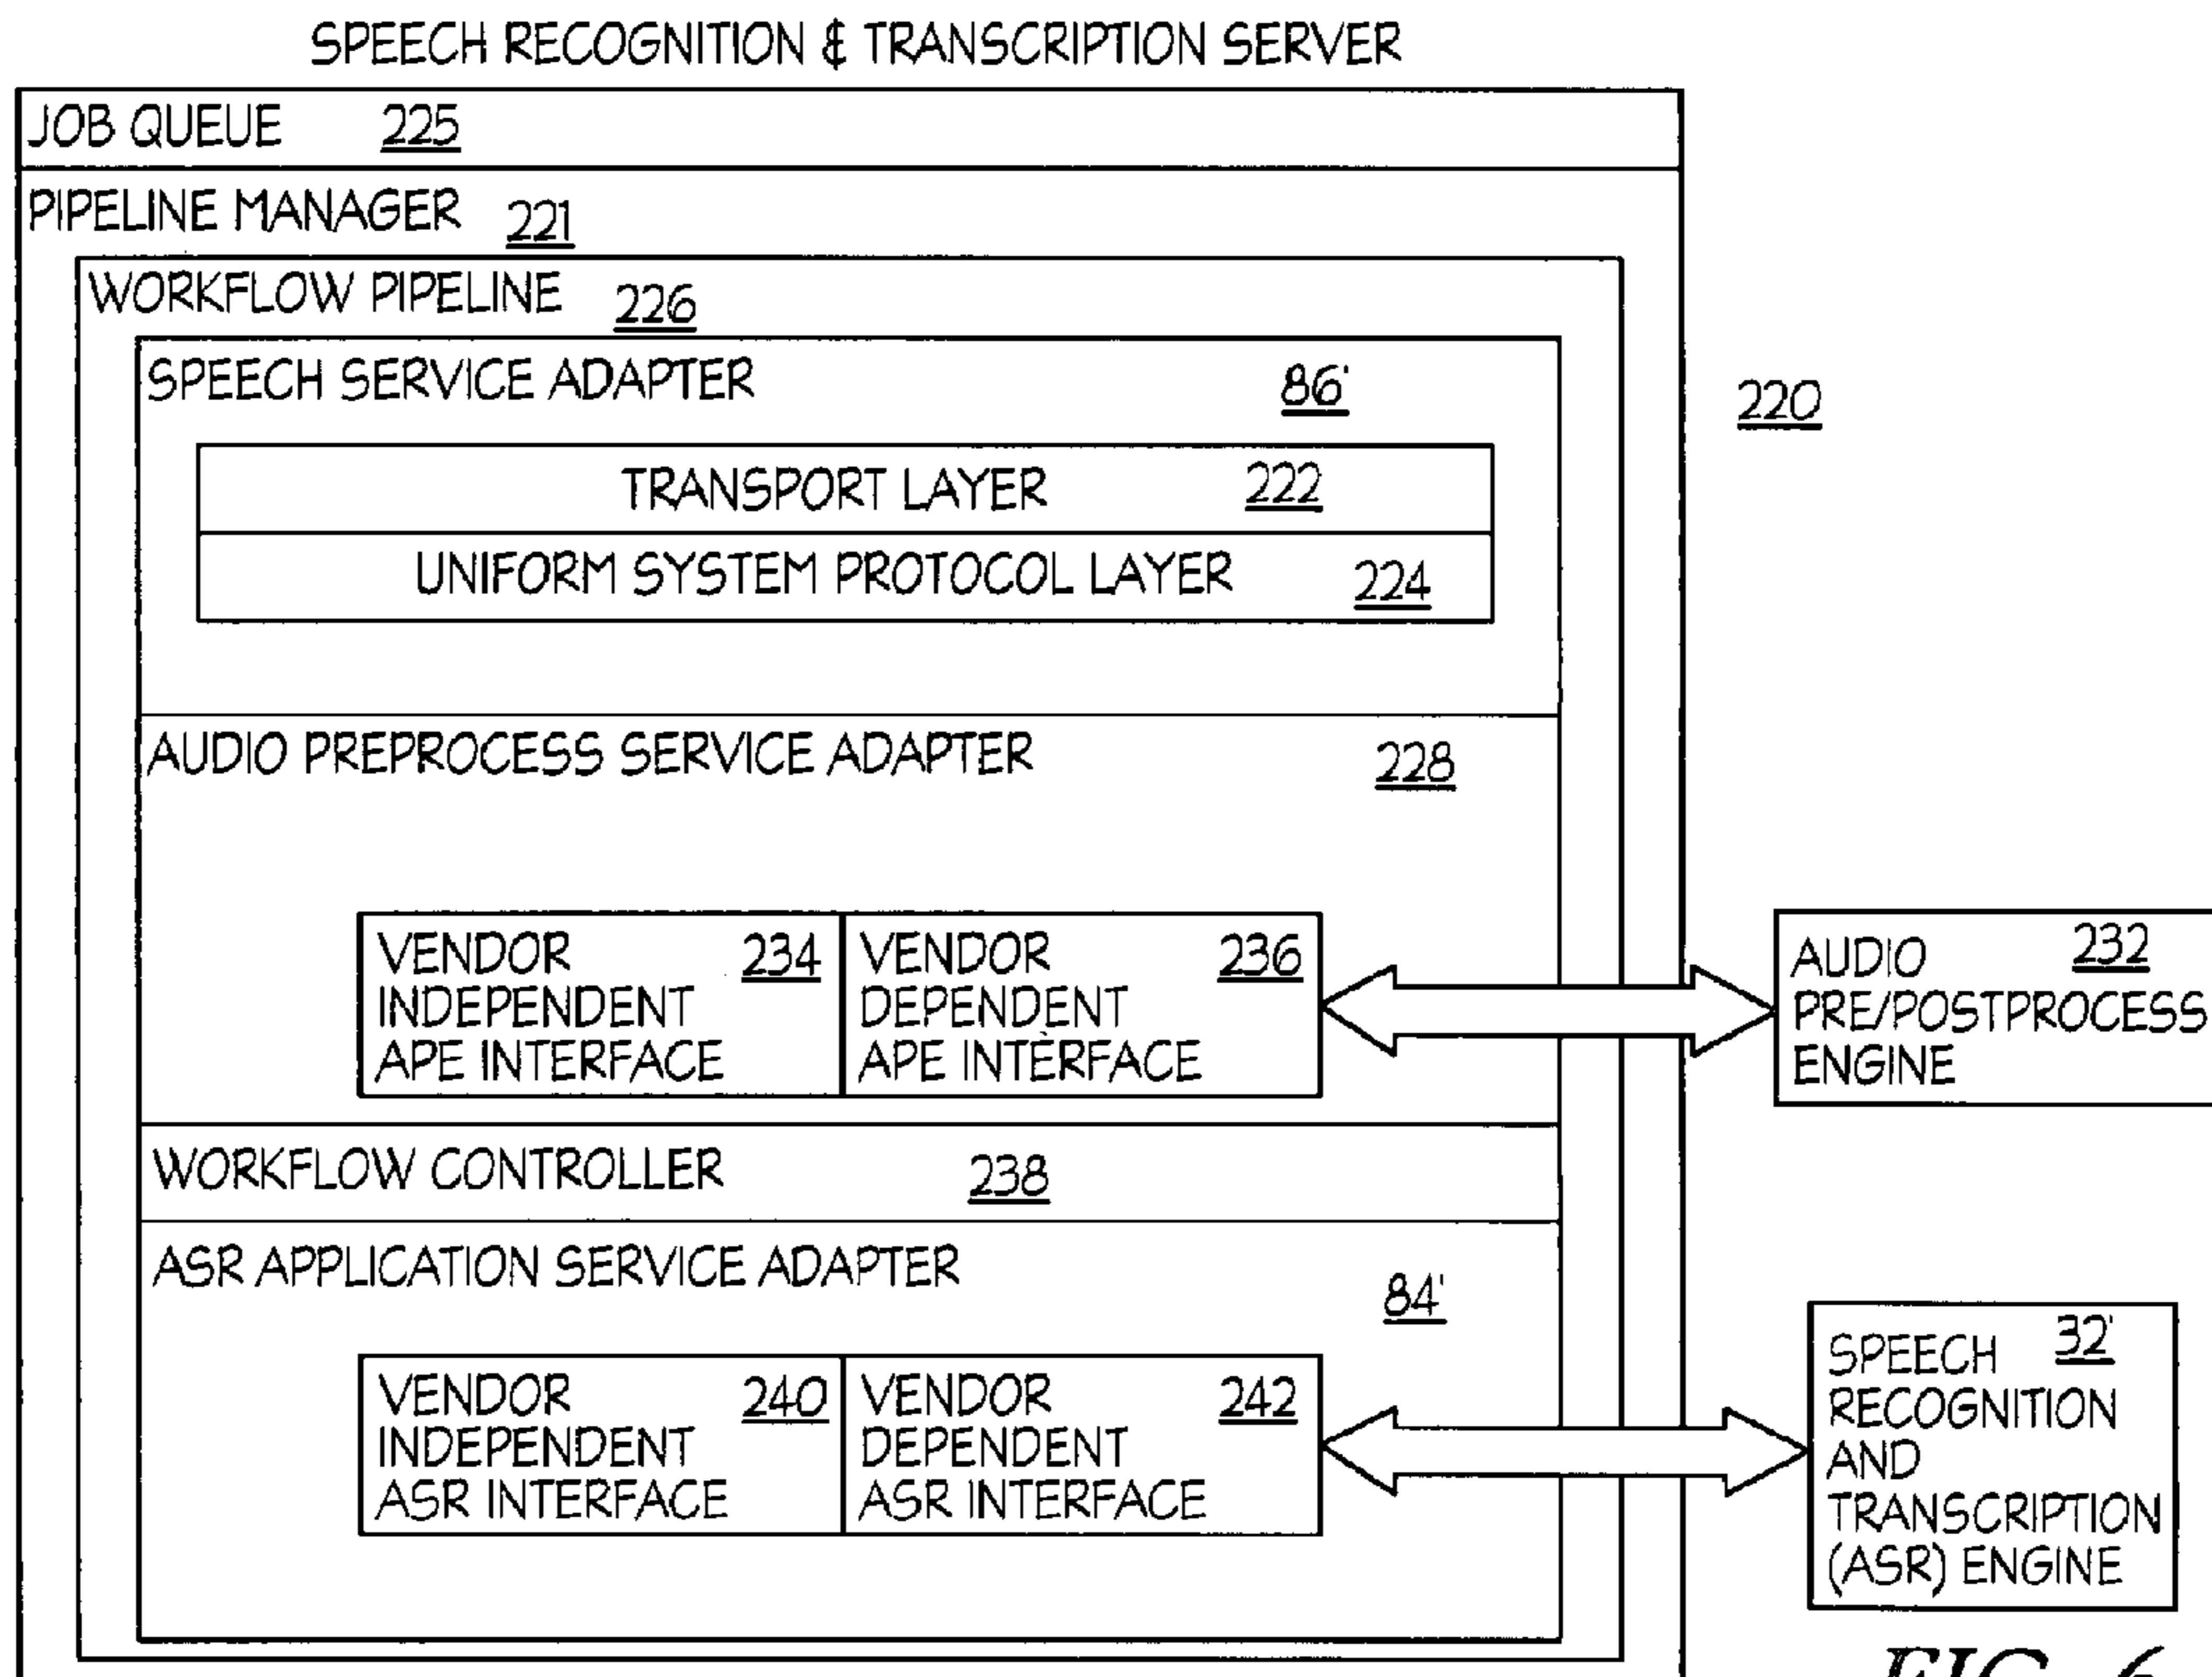 SPEECH RECOGNITION & TRANSCRIPTION SERVER
JOB QUEUE 225
PIPELINE MANAGER 221
WORKFLOW PIPELINE 226
SPEECH SERVICE ADAPTER 86'
220
TRANSPORT LAYER 222
UNIFORM SYSTEM PROTOCOL LAYER 224
AUDIO PREPROCESS SERVICE ADAPTER 228
VENDOR 234
INDEPENDENT
APE INTERFACE
VENDOR 236
DEPENDENT
APE INTERFACE
AUDIO 232
PRE/POSTPROCESS
ENGINE
WORKFLOW CONTROLLER 238
ASR APPLICATION SERVICE ADAPTER 84'
VENDOR 240
INDEPENDENT
ASR INTERFACE
VENDOR 242
DEPENDENT
ASR INTERFACE
SPEECH 32'
RECOGNITION
AND
TRANSCRIPTION
(ASR) ENGINE
FIG. 6